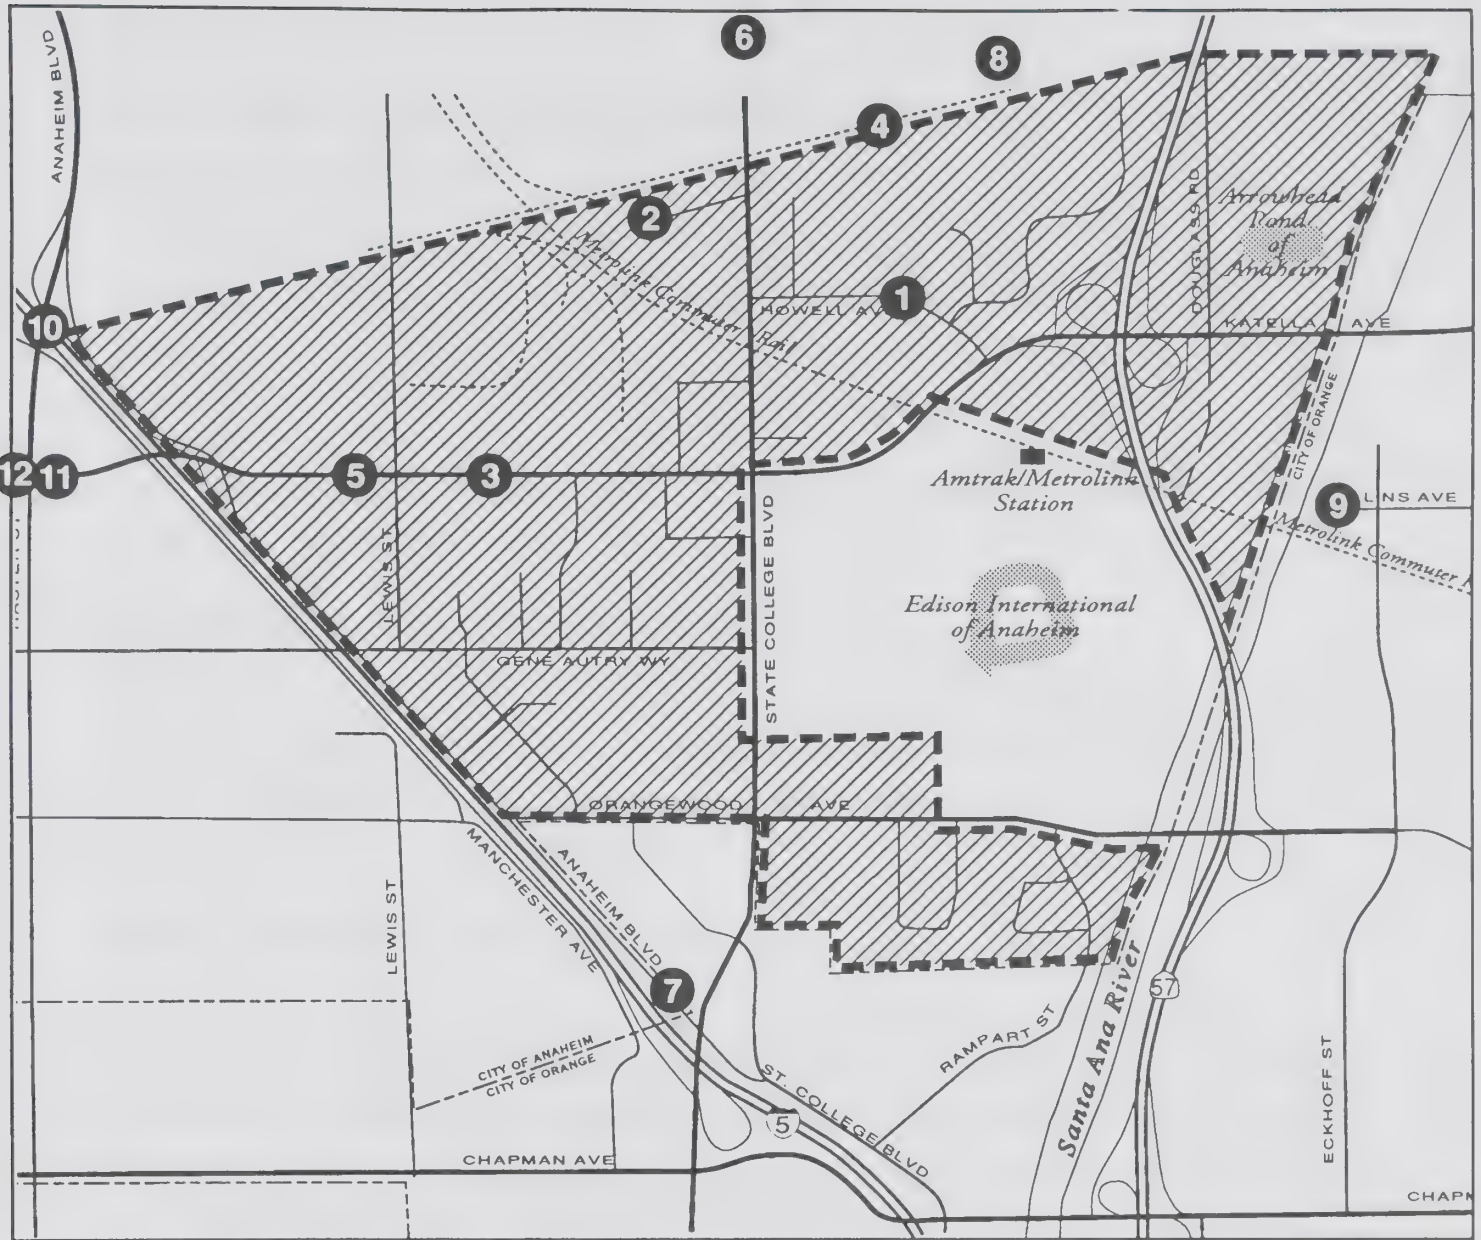 ANAHEIM BLVD
6
8
4
2
Arrowhead
Pond
of
Anaheim
DOUGLASS RD
Metrolink Commuter Rail
1
HOWELL AVE
10
KATELLA AVE
CITY OF ORANGE
12
11
5
3
Amtrak/Metrolink
Station
9
LINS AVE
Metrolink Commuter
LEWIS ST
STATE COLLEGE BLVD
Edison International
of Anaheim
GENE AUTRY WY
ORANGEWOOD AVE
MANCHESTER AVE
ANAHEIM BLVD
LEWIS ST
7
57
CITY OF ANAHEIM
CITY OF ORANGE
RAMPART ST
Santa Ana River
ECKHOFF ST
5
ST. COLLEGE BLVD
CHAPMAN AVE
CHAPM